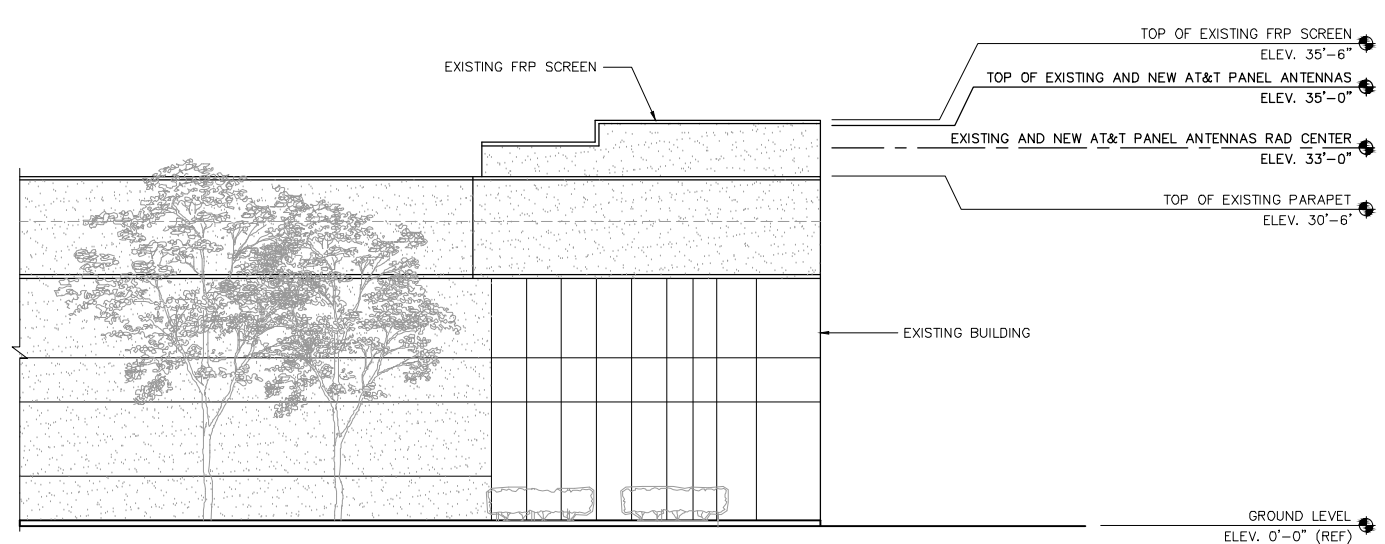 TOP OF EXISTING FRP SCREEN
ELEV. 35'-6"
EXISTING FRP SCREEN
TOP OF EXISTING AND NEW AT&T PANEL ANTENNAS
ELEV. 35'-0"
EXISTING AND NEW AT&T PANEL ANTENNAS RAD CENTER
ELEV. 33'-0"
TOP OF EXISTING PARAPET
ELEV. 30'-6'
EXISTING BUILDING
GROUND LEVEL
ELEV. 0'-0" (REF)